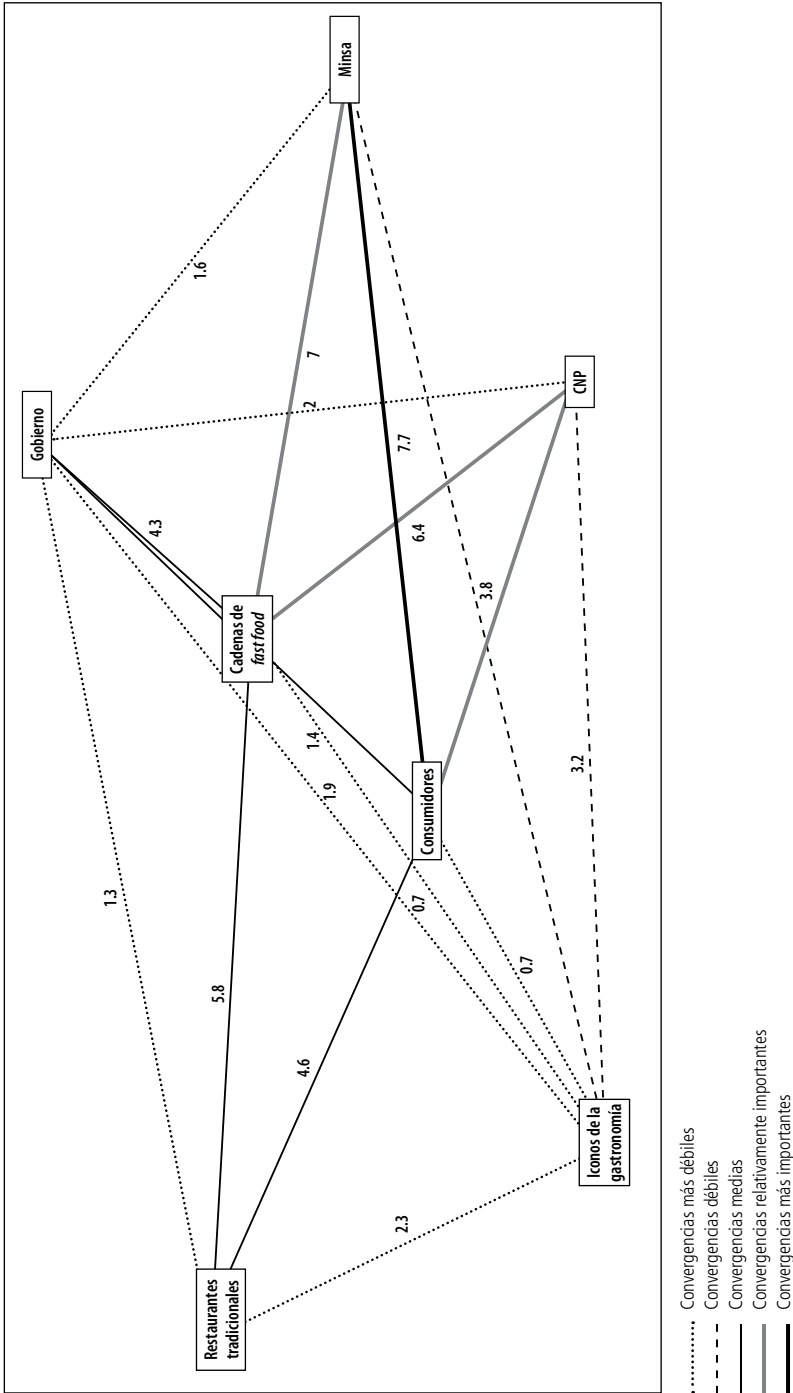 Minsa
1.6
Gobierno
7
2
CNP
4.3
7.7
6.4
3.8
Cadenas de
fast food
1.4
1.9
Consumidores
3.2
1.3
0.7
0.7
5.8
4.6
Iconos de la
gastronomía
2.3
Restaurantes
tradicionales
Convergencias más débiles
Convergencias débiles
Convergencias medias
Convergencias relativamente importantes
Convergencias más importantes